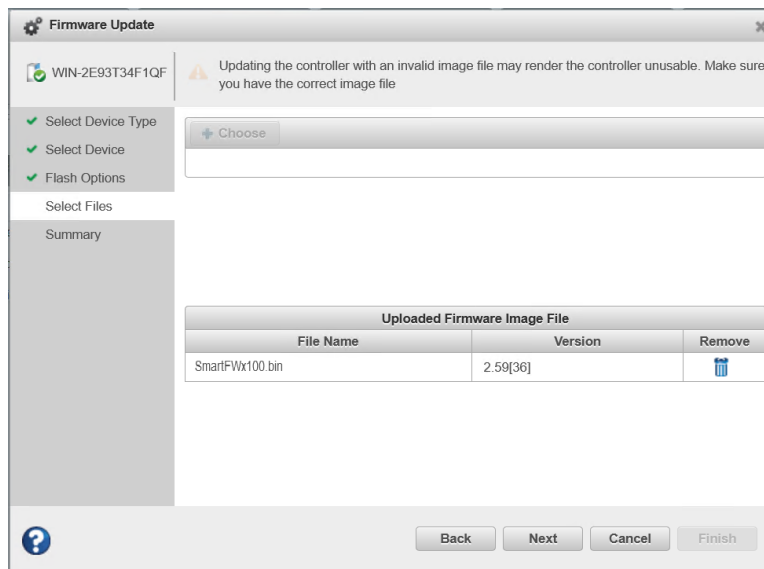 Firmware Update
WIN-2E93T34F1QF
Updating the controller with an invalid image file may render the controller unusable. Make sure
you have the correct image file
Select Device Type
Select Device
Flash Options
Select Files
Summary
Choose
Uploaded Firmware Image File
File Name Version Remove
SmartFWx100.bin 2.59[36]
Back Next Cancel Finish